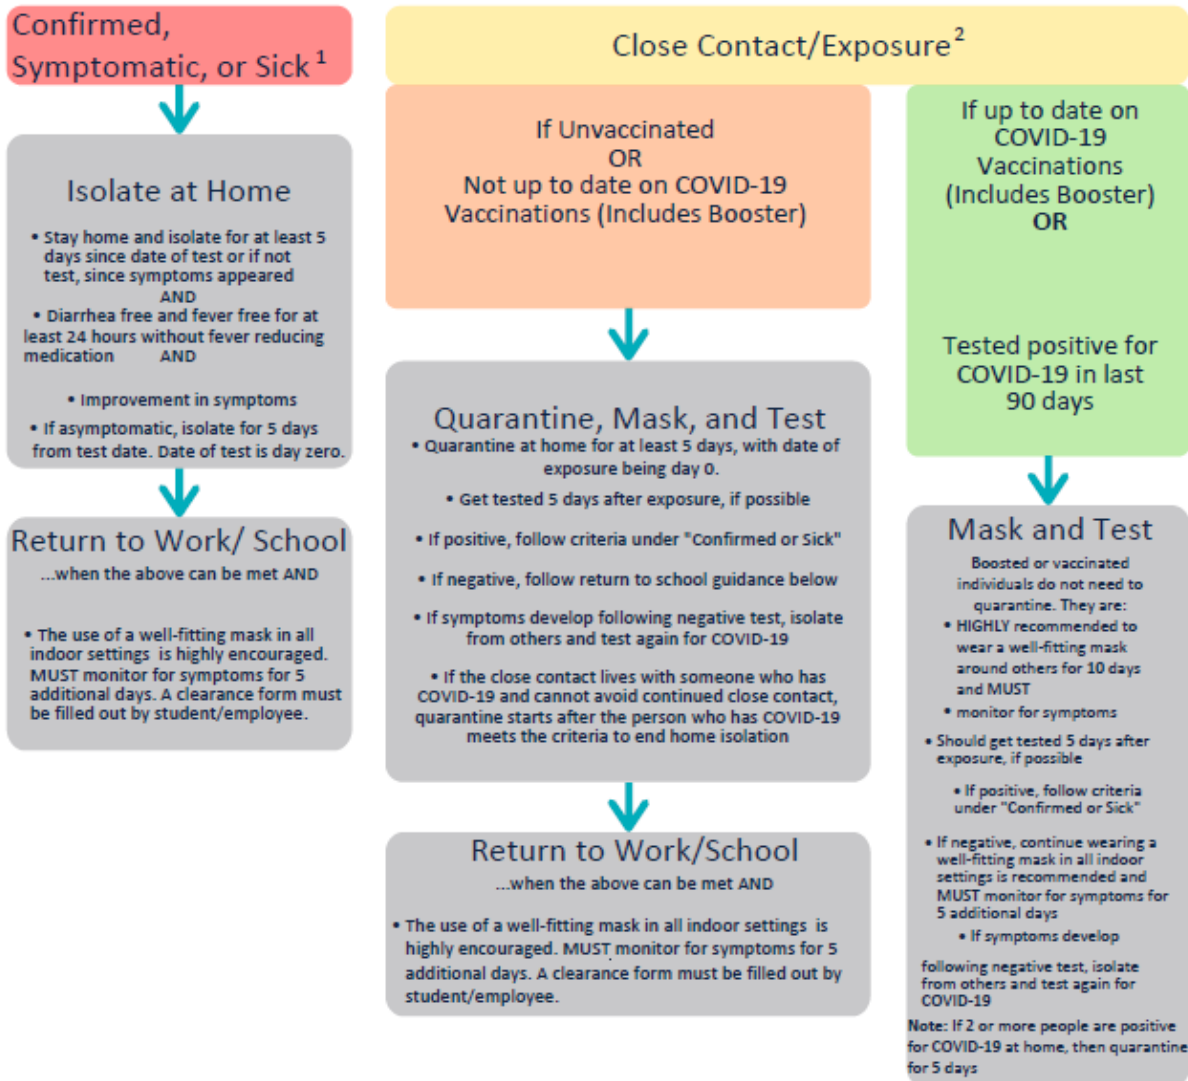 Confirmed,
Symptomatic, or Sick 1
Isolate at Home
• Stay home and isolate for at least 5
days since date of test or if not
test, since symptoms appeared
AND
• Diarrhea free and fever free for at
least 24 hours without fever reducing
medication AND
• Improvement in symptoms
• If asymptomatic, isolate for 5 days
from test date. Date of test is day zero.
Return to Work/ School
...when the above can be met AND
• The use of a well-fitting mask in all
indoor settings is highly encouraged.
MUST monitor for symptoms for 5
additional days. A clearance form must
be filled out by student/employee.
Close Contact/Exposure 2
If Unvaccinated
OR
Not up to date on COVID-19
Vaccinations (Includes Booster)
Quarantine, Mask, and Test
• Quarantine at home for at least 5 days, with date of
exposure being day 0.
• Get tested 5 days after exposure, if possible
• If positive, follow criteria under "Confirmed or Sick"
• If negative, follow return to school guidance below
• If symptoms develop following negative test, isolate
from others and test again for COVID-19
• If the close contact lives with someone who has
COVID-19 and cannot avoid continued close contact,
quarantine starts after the person who has COVID-19
meets the criteria to end home isolation
Return to Work/School
...when the above can be met AND
• The use of a well-fitting mask in all indoor settings is
highly encouraged. MUST monitor for symptoms for 5
additional days. A clearance form must be filled out by
student/employee.
If up to date on
COVID-19
Vaccinations
(Includes Booster)
OR
Tested positive for
COVID-19 in last
90 days
Mask and Test
Boosted or vaccinated
individuals do not need to
quarantine. They are:
• HIGHLY recommended to
wear a well-fitting mask
around others for 10 days
and MUST
• monitor for symptoms
• Should get tested 5 days after
exposure, if possible
• If positive, follow criteria
under "Confirmed or Sick"
• If negative, continue wearing a
well-fitting mask in all indoor
settings is recommended and
MUST monitor for symptoms for
5 additional days
• If symptoms develop
following negative test, isolate
from others and test again for
COVID-19
Note: If 2 or more people are positive
for COVID-19 at home, then quarantine
for 5 days